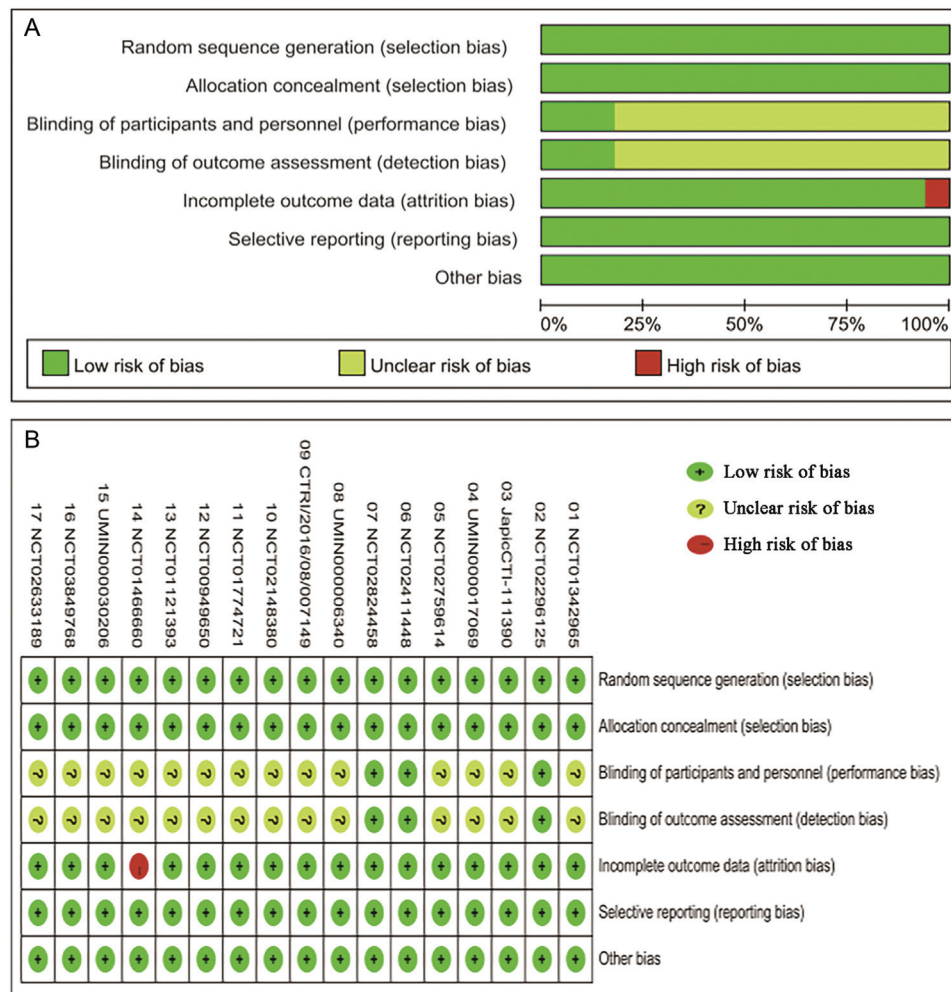 A
Random sequence generation (selection bias)
Allocation concealment (selection bias)
Blinding of participants and personnel (performance bias)
Blinding of outcome assessment (detection bias)
Incomplete outcome data (attrition bias)
Selective reporting (reporting bias)
Other bias
0% 25% 50% 75% 100%
Low risk of bias Unclear risk of bias High risk of bias
B
17 NCT02633189
16 NCT03849768
15 UMIN000030206
14 NCT01466660
13 NCT01121393
12 NCT00949650
11 NCT01774721
10 NCT02148380
09 CTRI/2016/08/007149
08 UMIN000006340
07 NCT02824458
06 NCT02411448
05 NCT02759614
04 UMIN000017069
03 JapicCTI-111390
02 NCT02296125
01 NCT01342965
+ Low risk of bias
? Unclear risk of bias
- High risk of bias
+ + + + + + + + + + + + + + + + + Random sequence generation (selection bias)
+ + + + + + + + + + + + + + + + + Allocation concealment (selection bias)
? ? ? ? ? ? ? ? ? ? + + ? ? ? + ? Blinding of participants and personnel (performance bias)
? ? ? ? ? ? ? ? ? ? + + ? ? ? + ? Blinding of outcome assessment (detection bias)
+ + + - + + + + + + + + + + + + + Incomplete outcome data (attrition bias)
+ + + + + + + + + + + + + + + + + Selective reporting (reporting bias)
+ + + + + + + + + + + + + + + + + Other bias